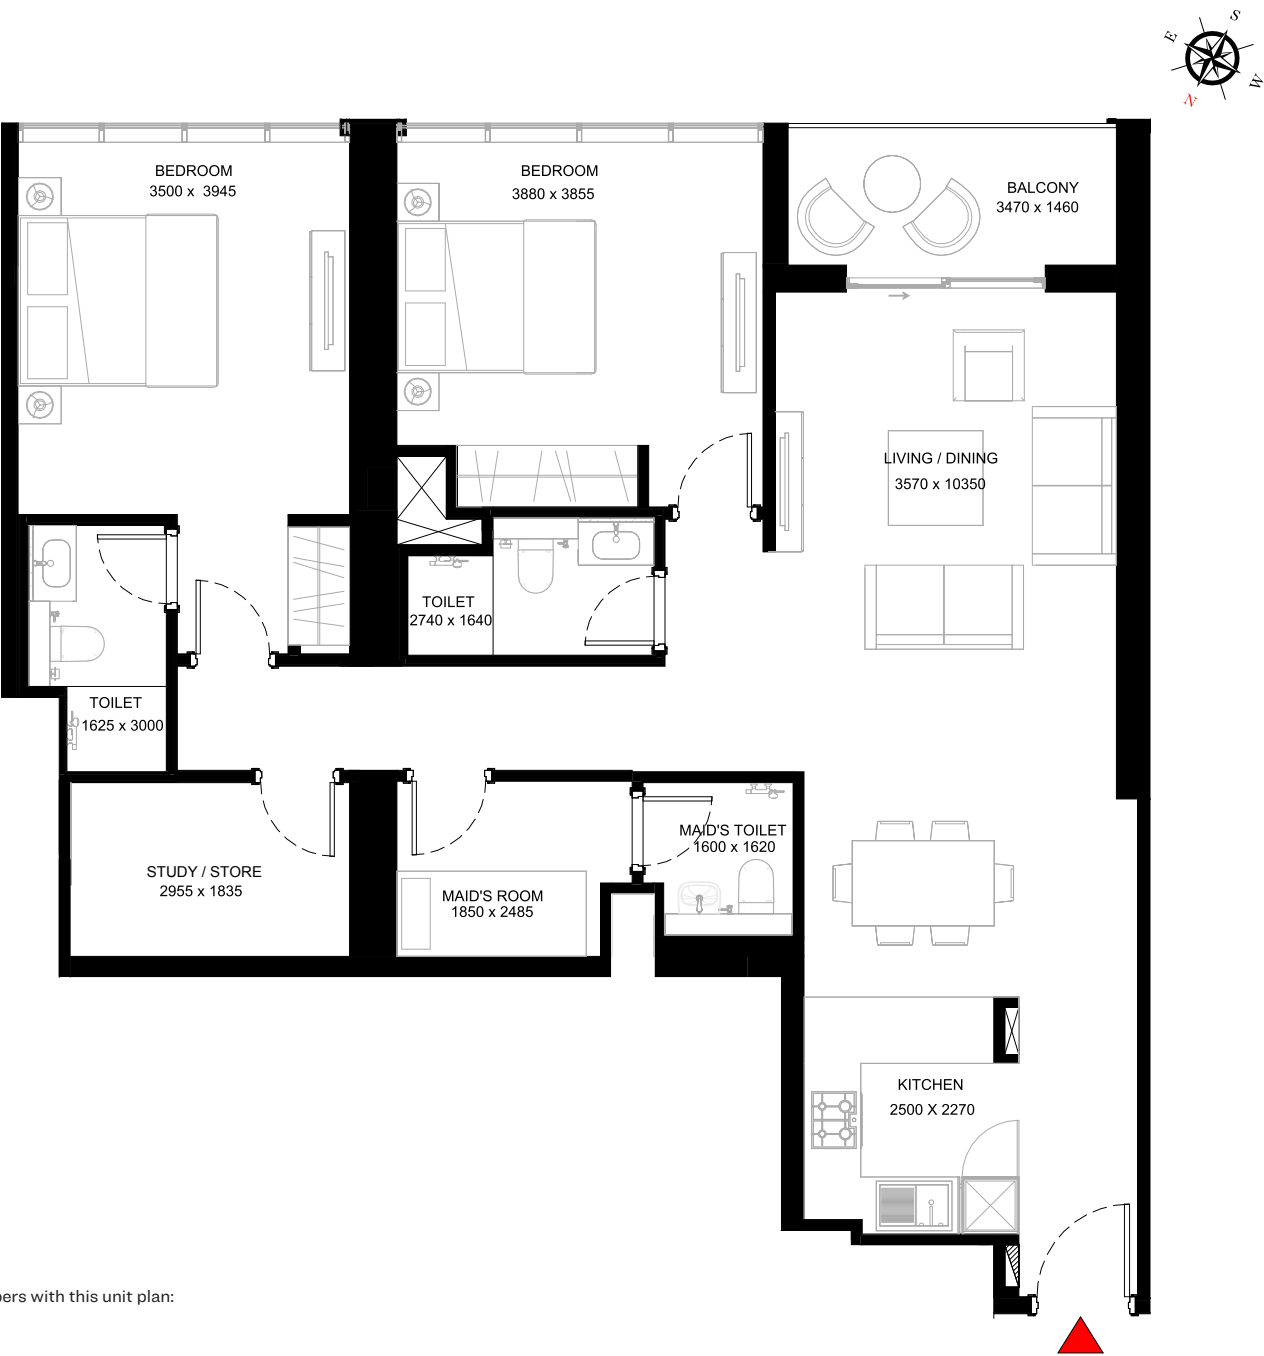 S
E
W
N
BEDROOM
3500 x 3945
BEDROOM
3880 x 3855
BALCONY
3470 x 1460
LIVING / DINING
3570 x 10350
TOILET
2740 x 1640
TOILET
1625 x 3000
MAID'S TOILET
1600 x 1620
STUDY / STORE
2955 x 1835
MAID'S ROOM
1850 x 2485
KITCHEN
2500 X 2270
with this unit plan: